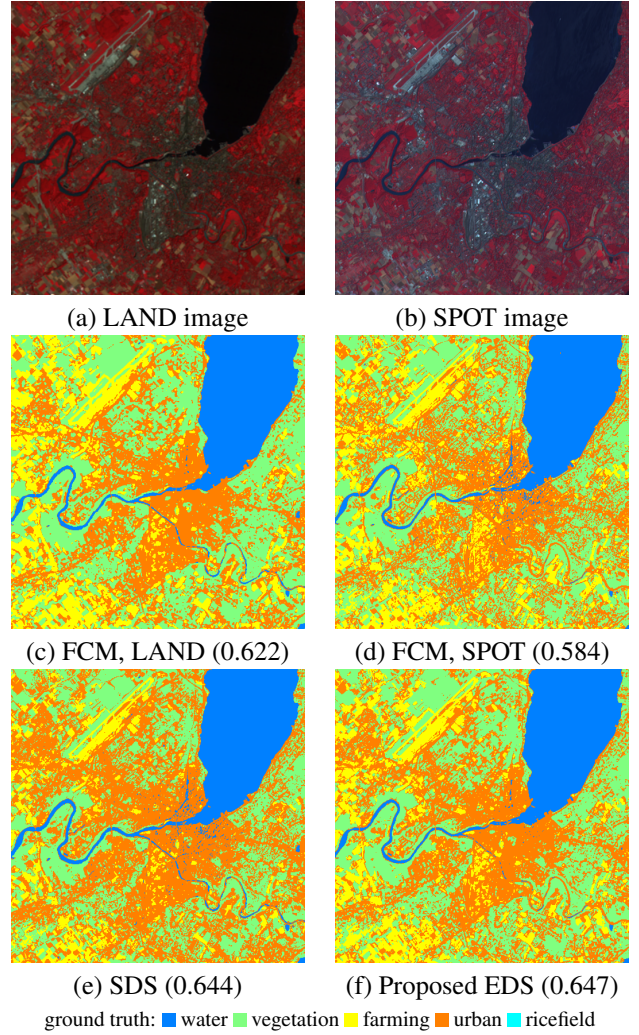 (a) LAND image
(b) SPOT image
(c) FCM, LAND (0.622)
(d) FCM, SPOT (0.584)
(e) SDS (0.644)
(f) Proposed EDS (0.647)
ground truth: water vegetation farming urban ricefield